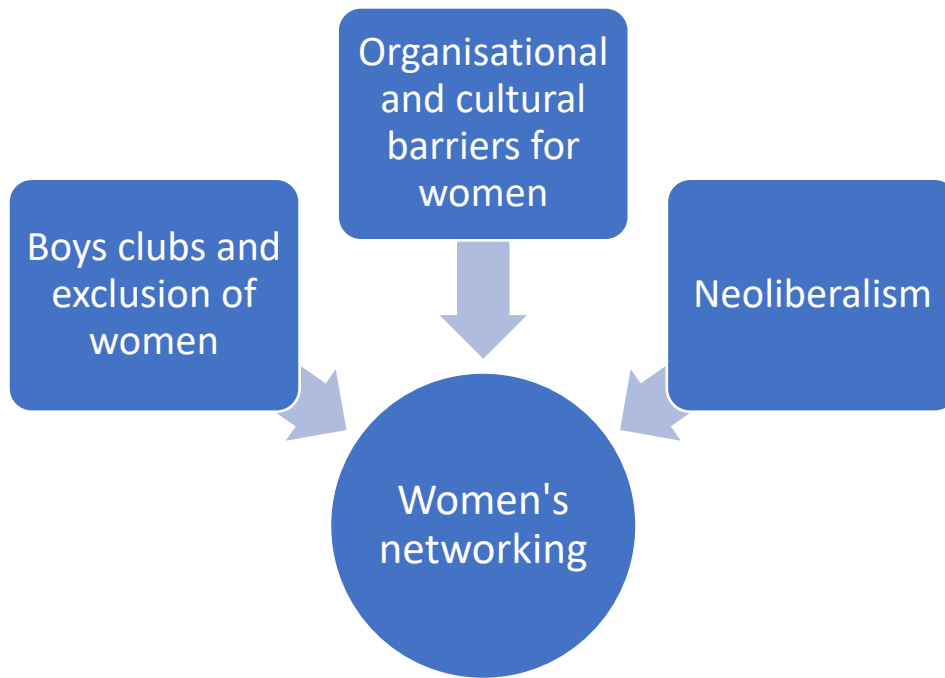 Organisational
and cultural
barriers for
women
Boys clubs and
exclusion of
women
Neoliberalism
Women's
networking